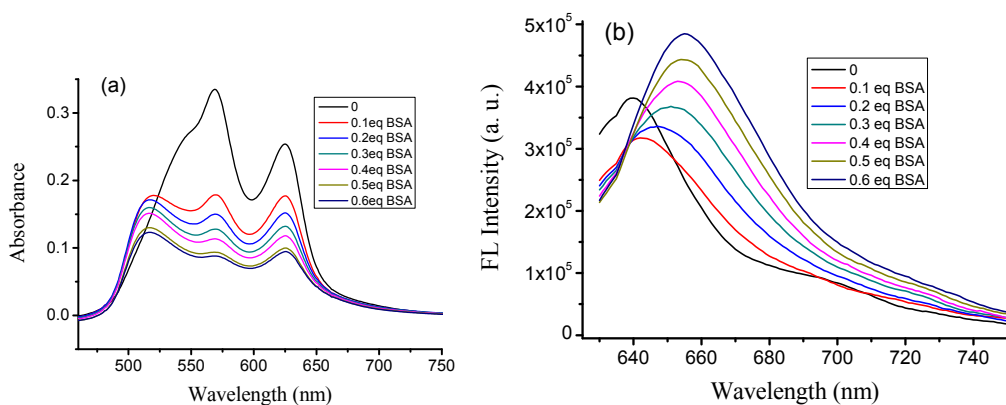 (a)
Absorbance
0.3
0.2
0.1
0.0
500
550
600
650
700
750
Wavelength (nm)
0
0.1eq BSA
0.2eq BSA
0.3eq BSA
0.4eq BSA
0.5eq BSA
0.6eq BSA
(b)
FL Intensity (a. u.)
5x10⁵
4x10⁵
3x10⁵
2x10⁵
1x10⁵
0
640
660
680
700
720
740
Wavelength (nm)
0
0.1 eq BSA
0.2 eq BSA
0.3 eq BSA
0.4 eq BSA
0.5 eq BSA
0.6 eq BSA